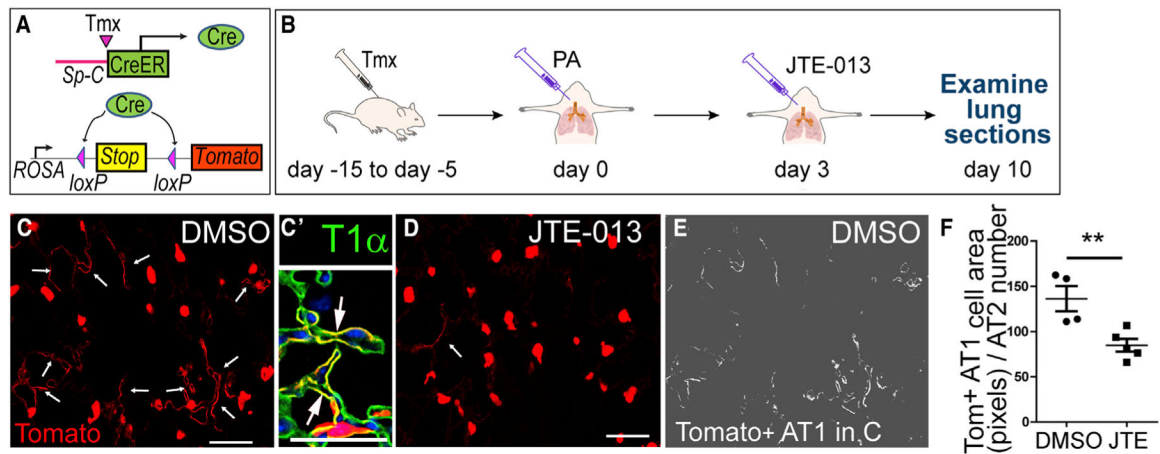 A
Tmx
Cre
Sp-C
CreER
Cre
ROSA
loxP
Stop
loxP
Tomato
B
Tmx
PA
JTE-013
Examine
lung
sections
day -15 to day -5
day 0
day 3
day 10
C
DMSO
Tomato
C'
T1α
D
JTE-013
E
DMSO
Tomato+ AT1 in C
F
Tom+ AT1 cell area
(pixels) / AT2 number
200
150
100
50
0
**
DMSO JTE